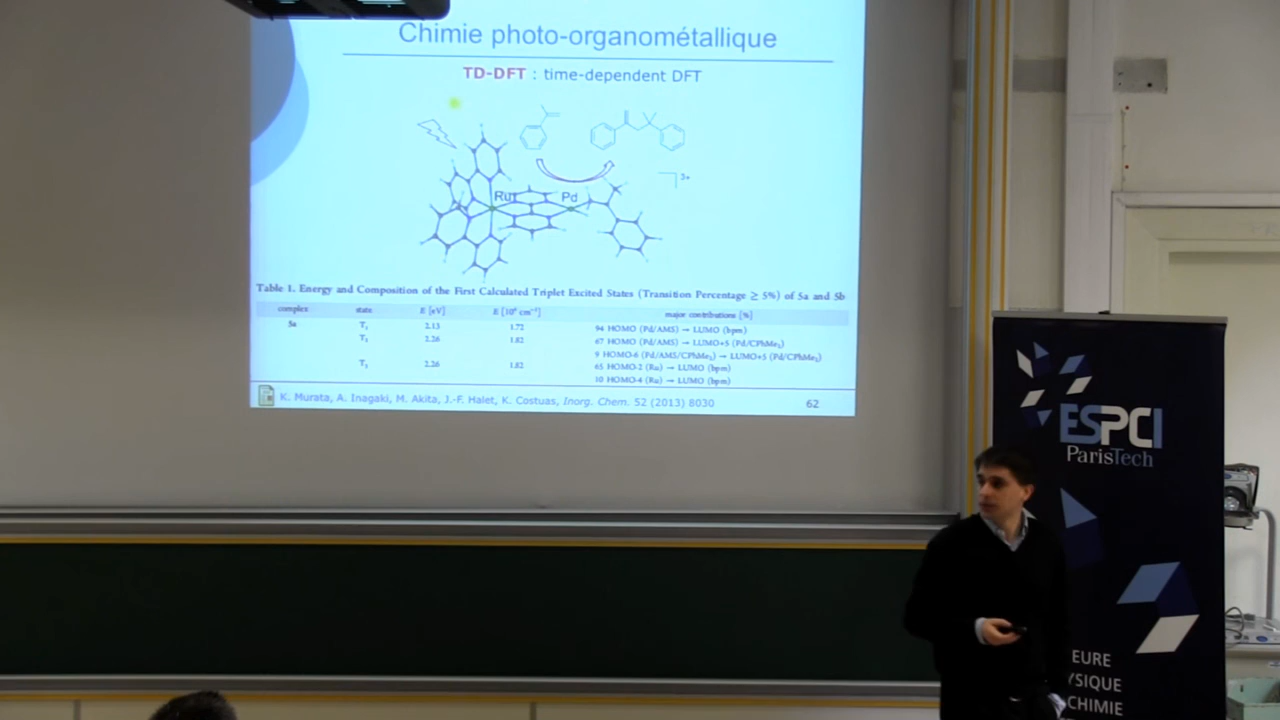 Chimie photo-organométallique
TD-DFT : time-dependent DFT
Ru Pd
3+
Table 1. Energy and Composition of the First Calculated Triplet Excited States (Transition Percentage ≥ 5%) of 5a and 5b
complex state E [eV] E [10⁴ cm⁻¹] major contributions [%]
5a T₁ 2.13 1.72 94 HOMO (Pd/AMS) → LUMO (bpm)
2.26 1.82 67 HOMO (Pd/AMS) → LUMO+5 (Pd/CPhMe₂)
9 HOMO-6 (Pd/AMS/CPhMe₂) → LUMO+5 (Pd/CPhMe₂)
2.26 1.82 65 HOMO-2 (Ru) → LUMO (bpm)
10 HOMO-4 (Ru) → LUMO (bpm)
K. Murata, A. Inagaki, M. Akita, J.-F. Halet, K. Costuas, Inorg. Chem. 52 (2013) 8030 62
ESPCI
ParisTech
EURE
YSIQUE
CHIMIE